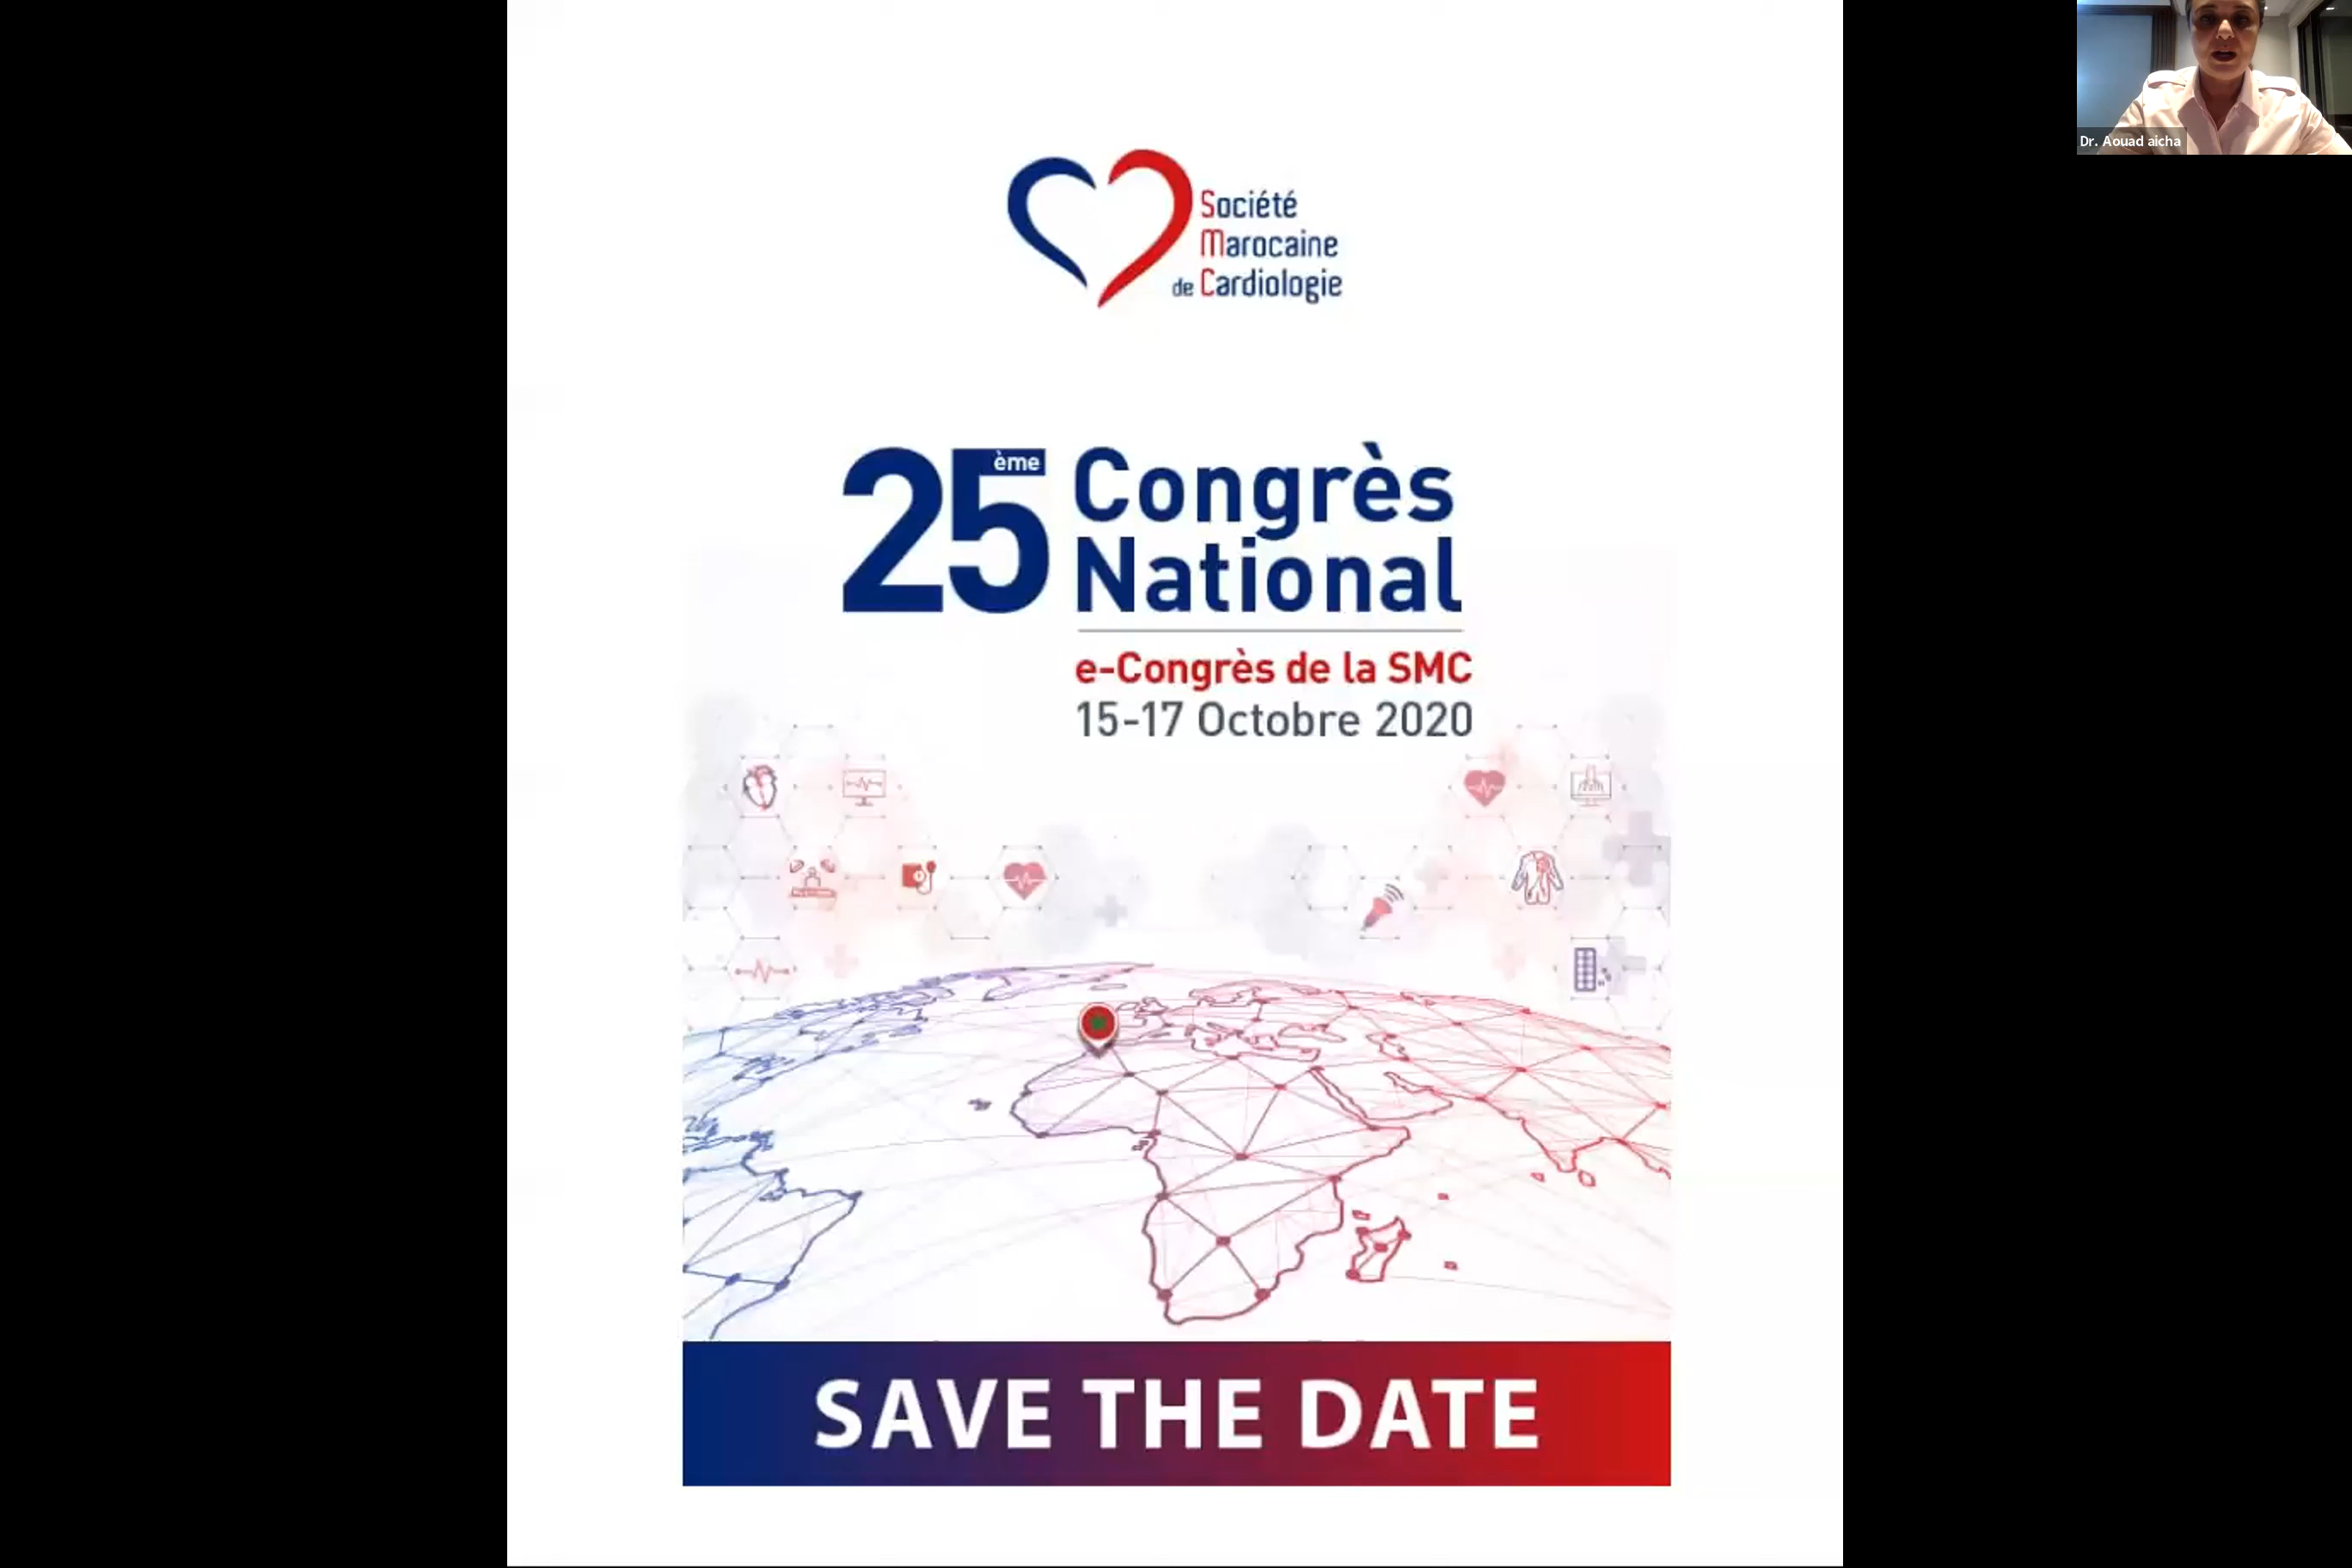 Société
Marocaine
de Cardiologie
25ème Congrès
National
e-Congrès de la SMC
15-17 Octobre 2020
SAVE THE DATE
Dr. Aouad aicha